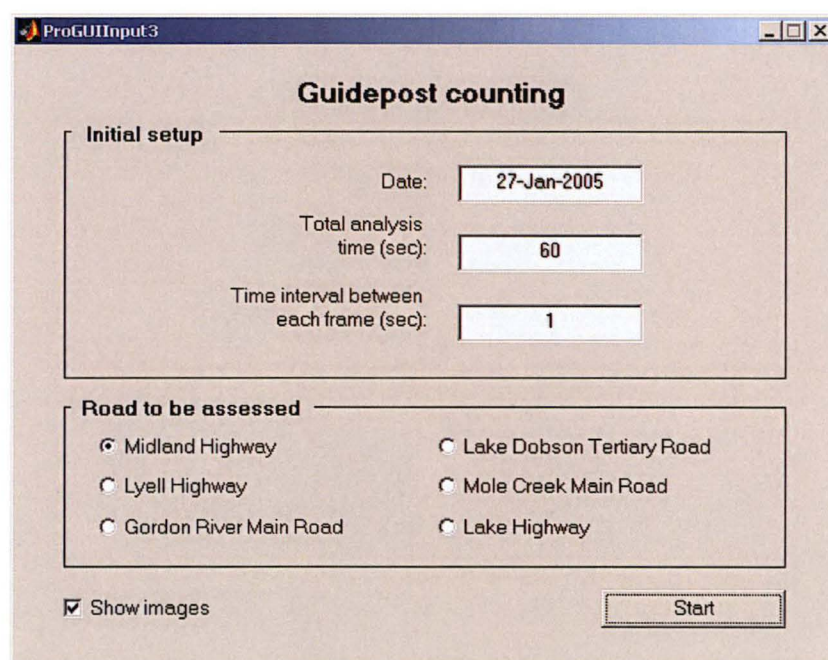 ProGUIInput3
Guidepost counting
Initial setup
Date: 27-Jan-2005
Total analysis
time (sec): 60
Time interval between
each frame (sec): 1
Road to be assessed
Midland Highway
Lake Dobson Tertiary Road
Lyell Highway
Mole Creek Main Road
Gordon River Main Road
Lake Highway
Show images
Start